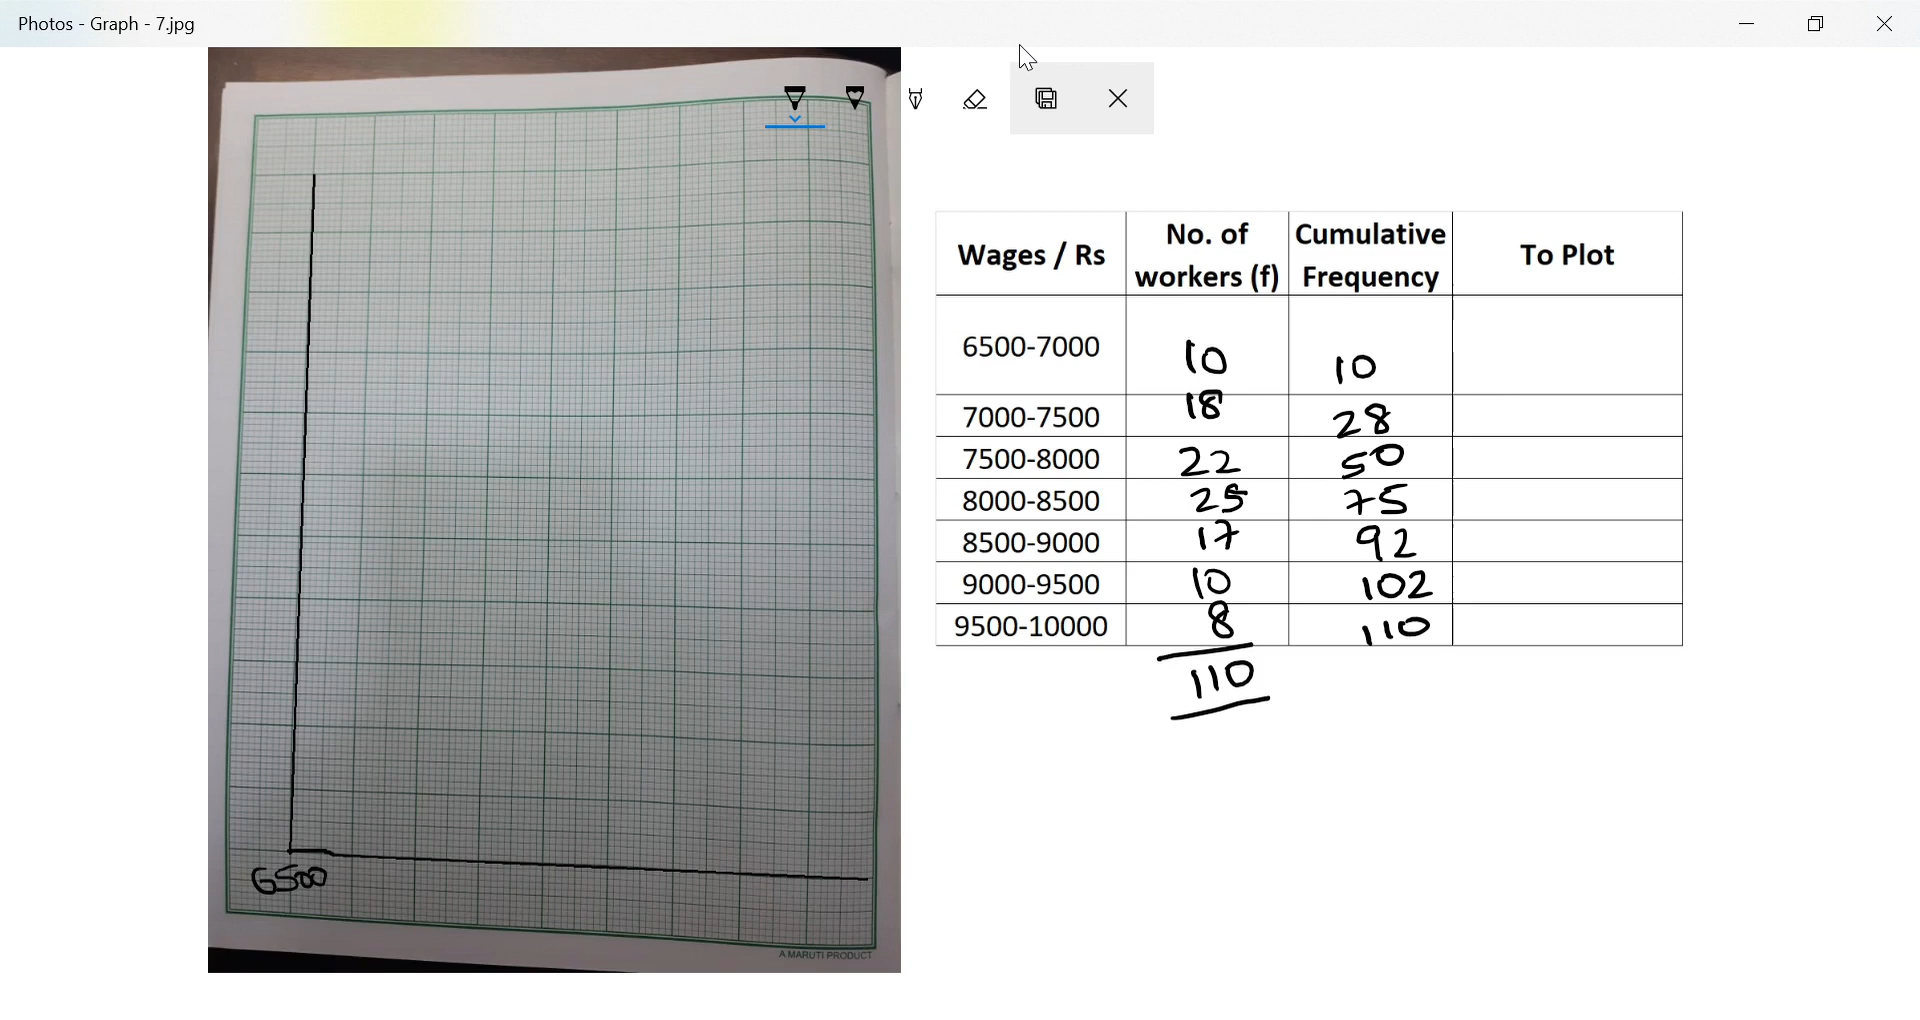 Photos - Graph - 7.jpg
Wages / Rs No. of workers (f) Cumulative Frequency To Plot
6500-7000 10 10
7000-7500 18 28
7500-8000 22 50
8000-8500 25 75
8500-9000 17 92
9000-9500 10 102
9500-10000 8 110
110
6500
A MARUTI PRODUCT